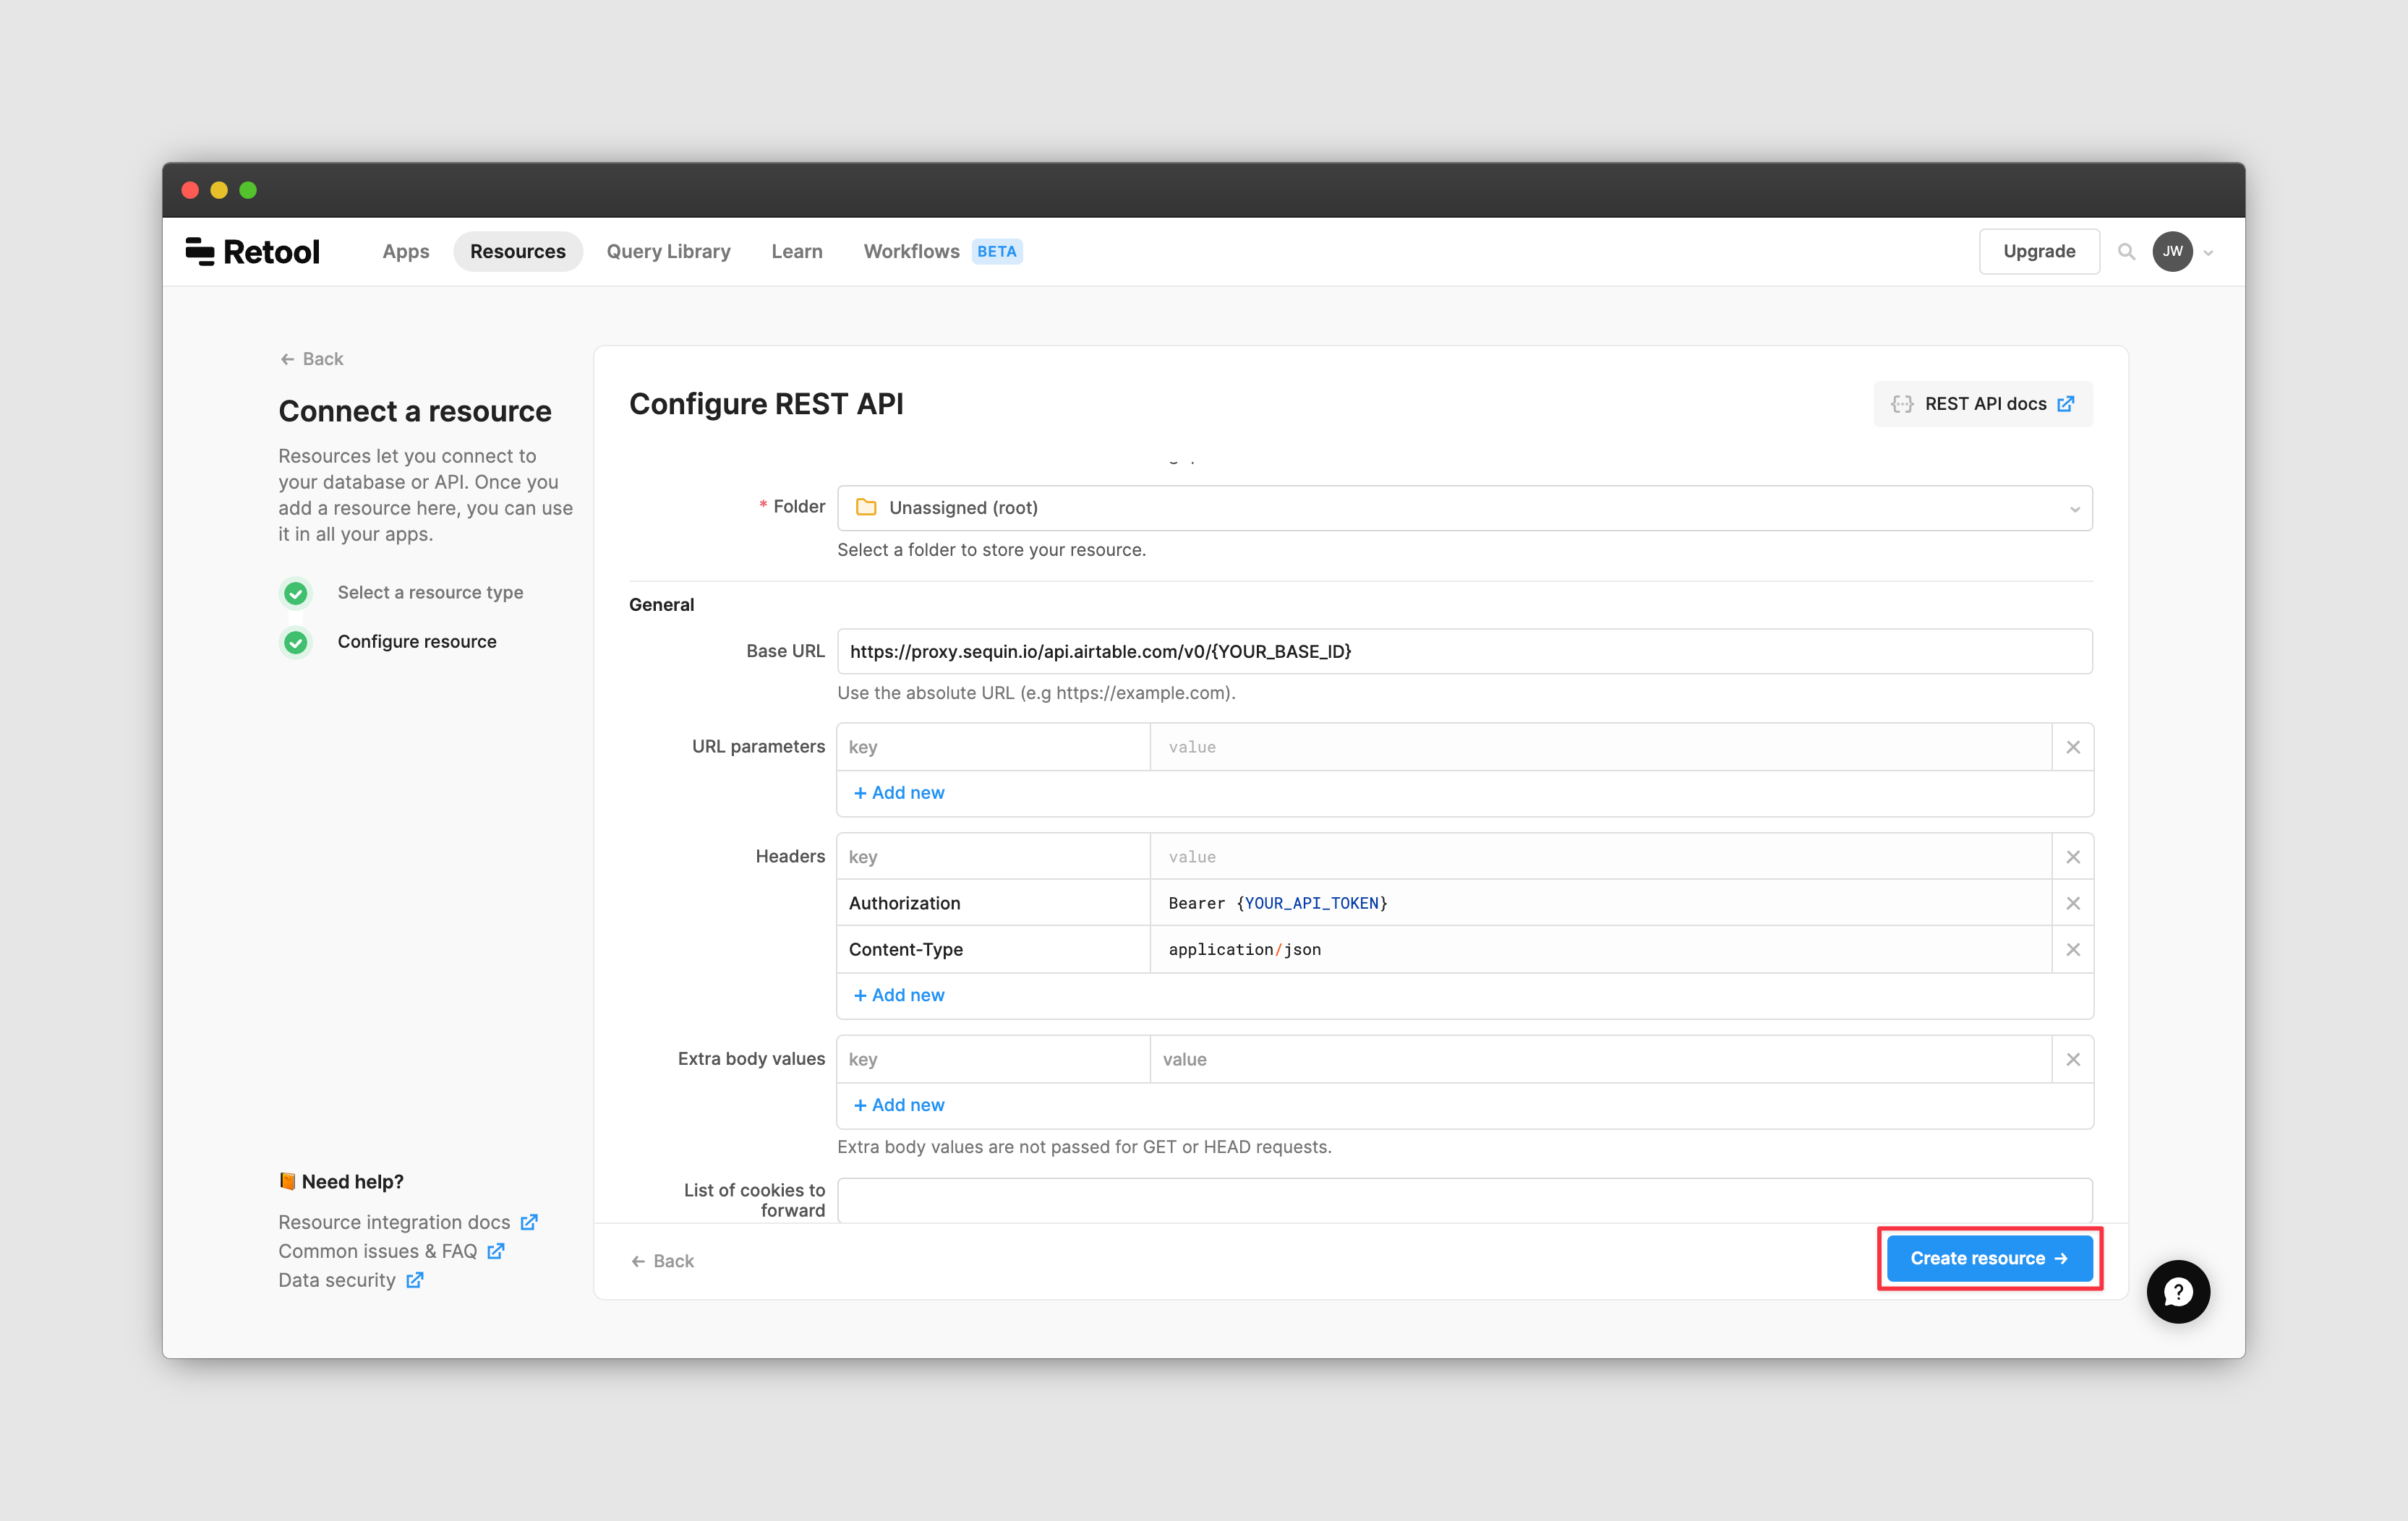 Retool
Apps
Resources
Query Library
Learn
Workflows BETA
Upgrade
JW
← Back
Connect a resource
Resources let you connect to
your database or API. Once you
add a resource here, you can use
it in all your apps.
Select a resource type
Configure resource
Need help?
Resource integration docs
Common issues & FAQ
Data security
Configure REST API
REST API docs
* Folder
Unassigned (root)
Select a folder to store your resource.
General
Base URL
https://proxy.sequin.io/api.airtable.com/v0/{YOUR_BASE_ID}
Use the absolute URL (e.g https://example.com).
URL parameters
key
value
+ Add new
Headers
key
value
Authorization
Bearer {YOUR_API_TOKEN}
Content-Type
application/json
+ Add new
Extra body values
key
value
+ Add new
Extra body values are not passed for GET or HEAD requests.
List of cookies to
forward
← Back
Create resource →